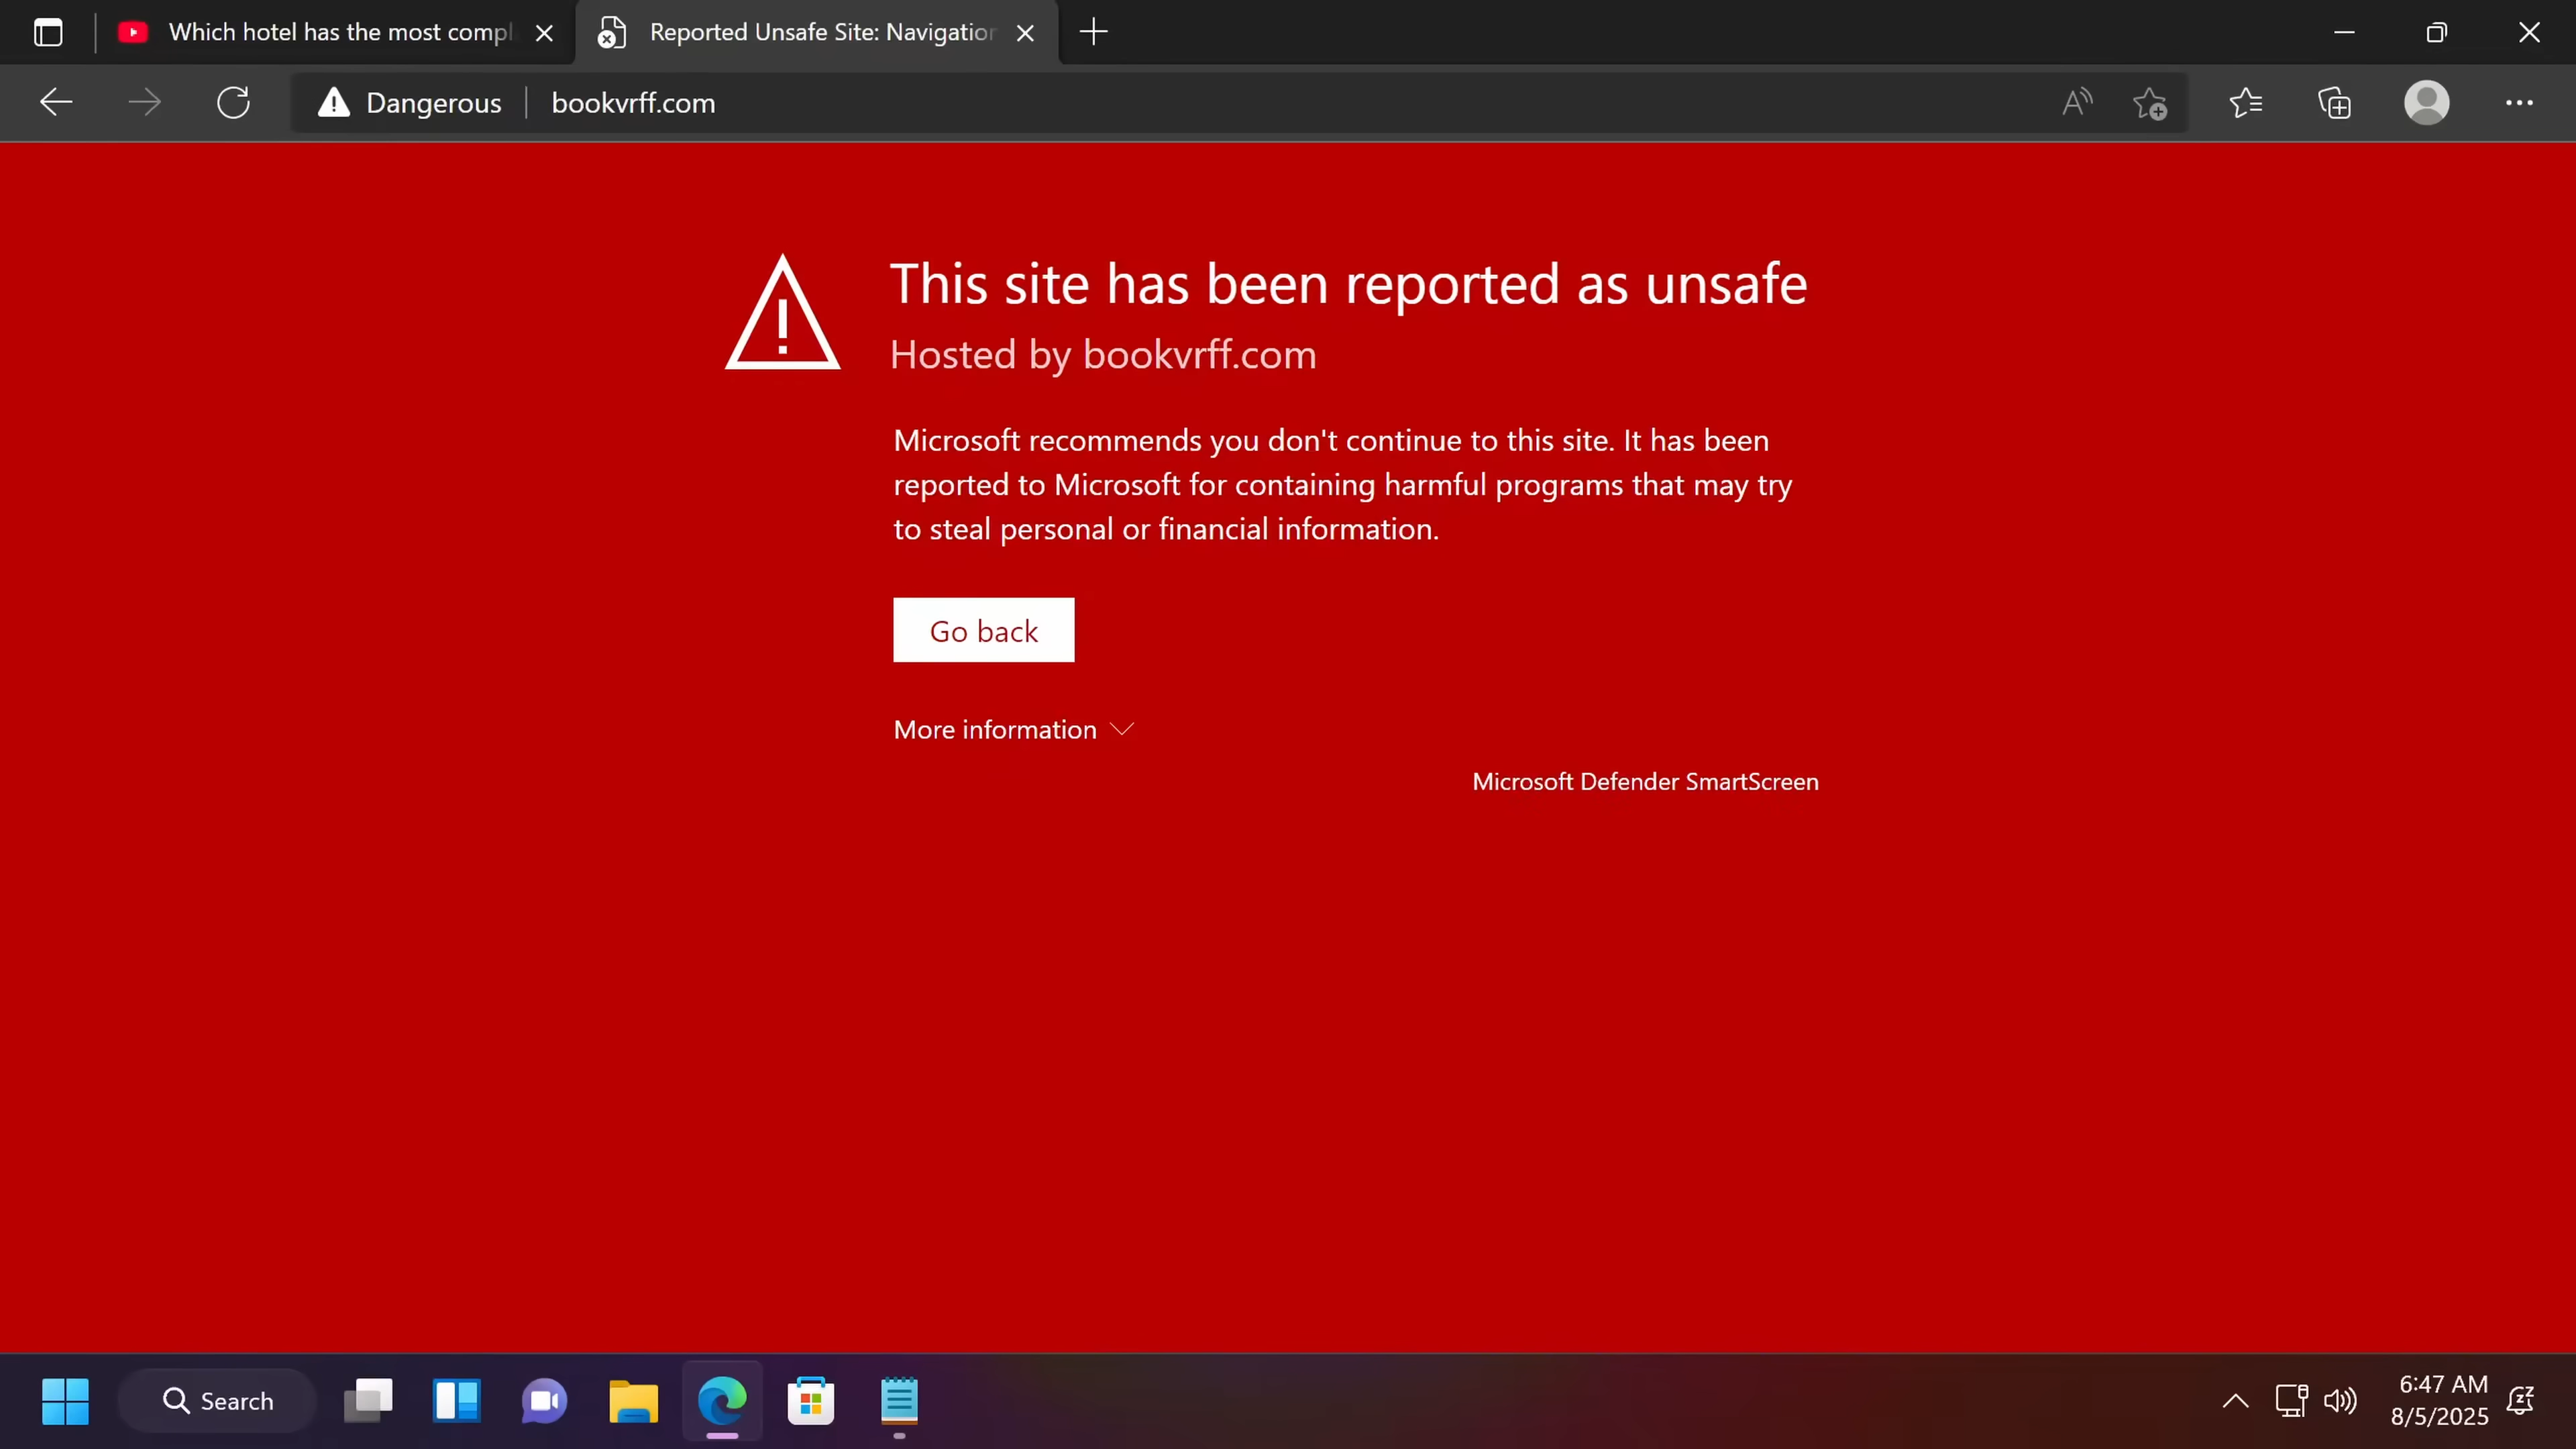 Which hotel has the most compl
Reported Unsafe Site: Navigation
Dangerous
bookvrff.com
This site has been reported as unsafe
Hosted by bookvrff.com
Microsoft recommends you don't continue to this site. It has been
reported to Microsoft for containing harmful programs that may try
to steal personal or financial information.
Go back
More information
Microsoft Defender SmartScreen
Search
6:47 AM
8/5/2025